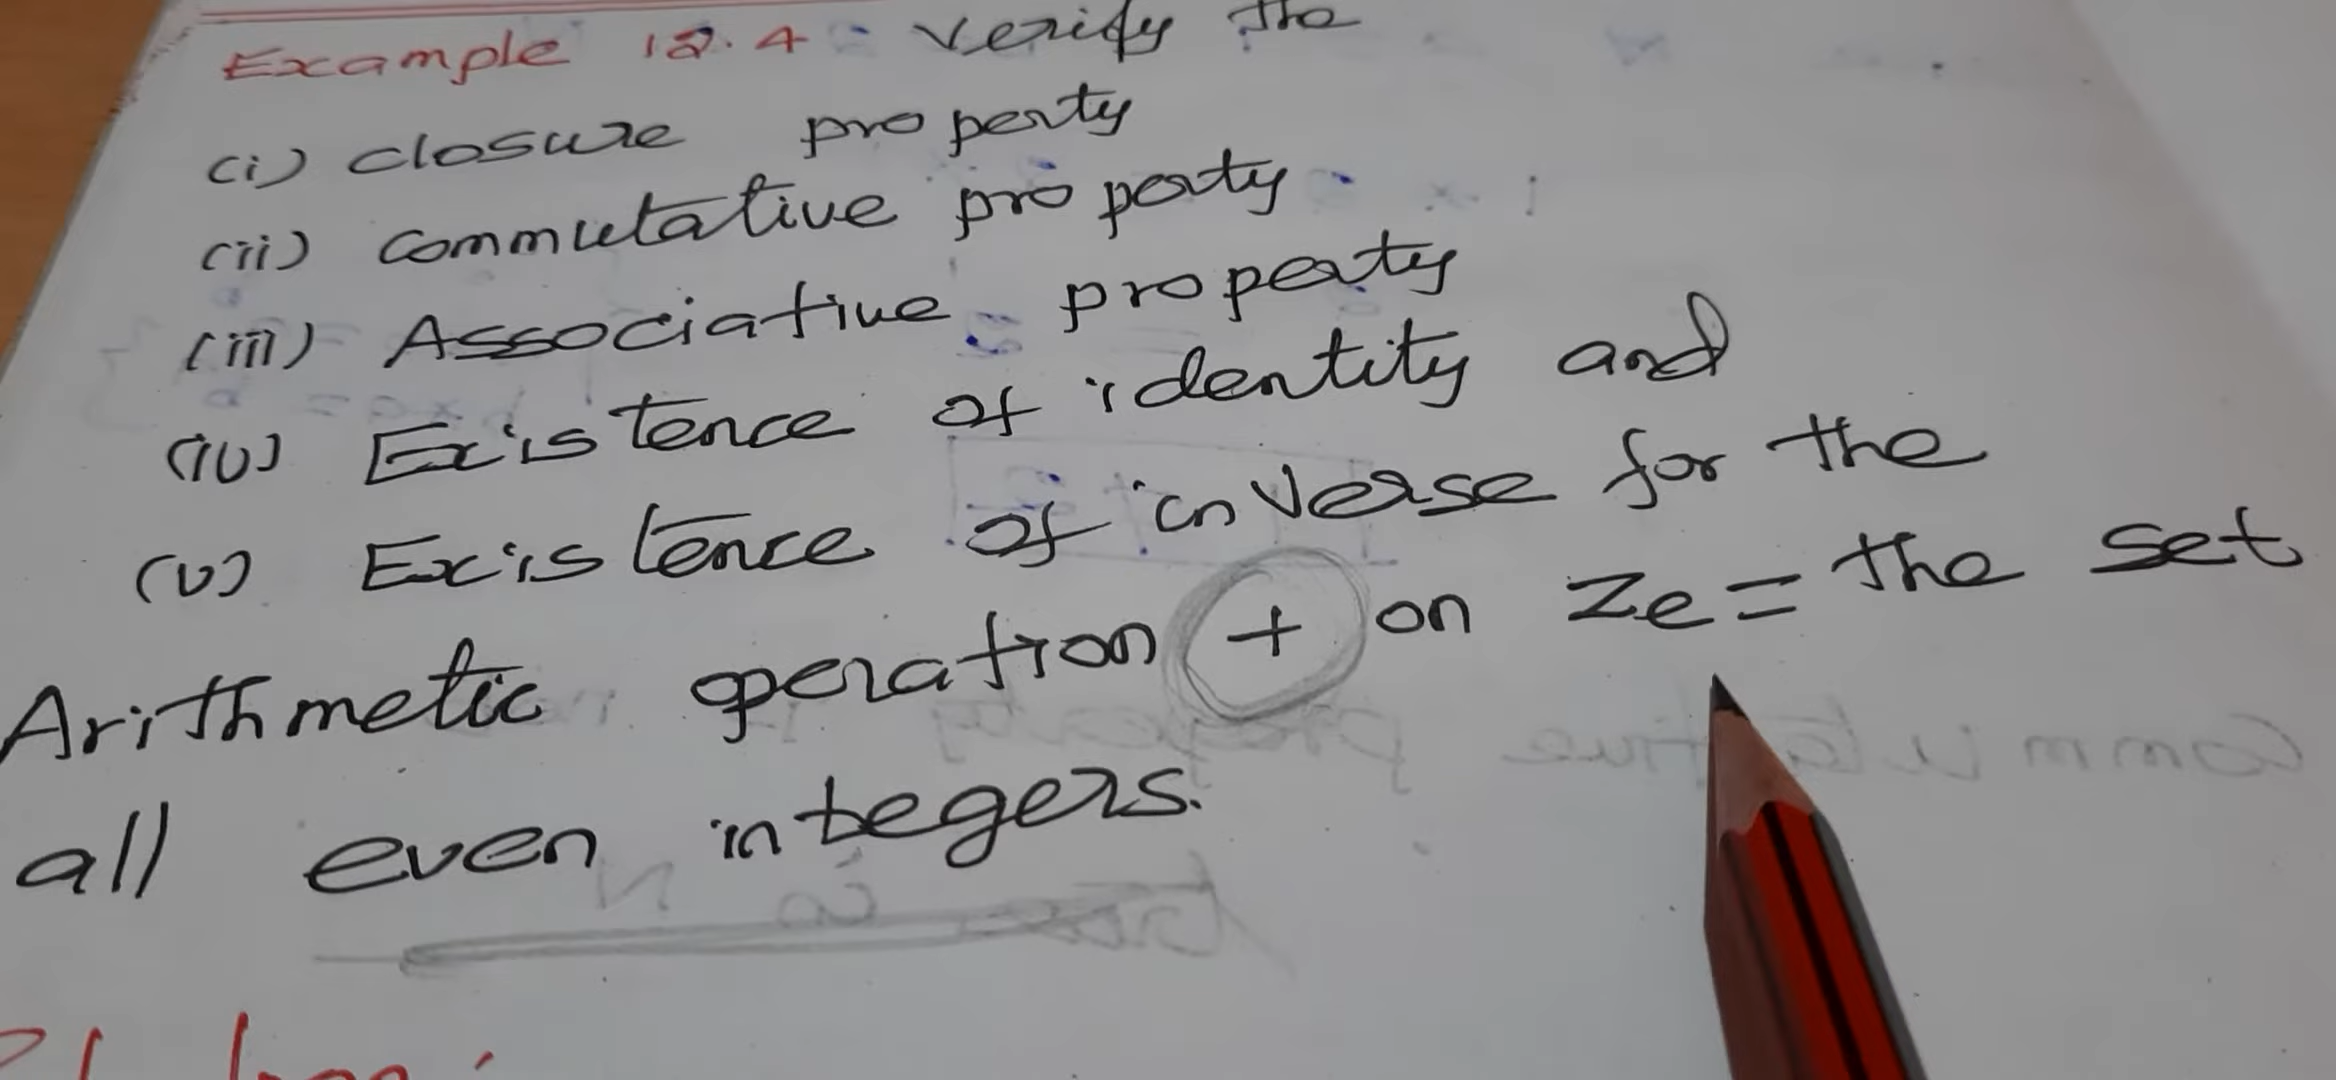 Example 12.4 :- Verify the
(i) closure property
(ii) commutative property
(iii) Associative property
(iv) Existence of identity and
(v) Existence of inverse for the
Arithmetic operation + on Ze = the set
all even integers.